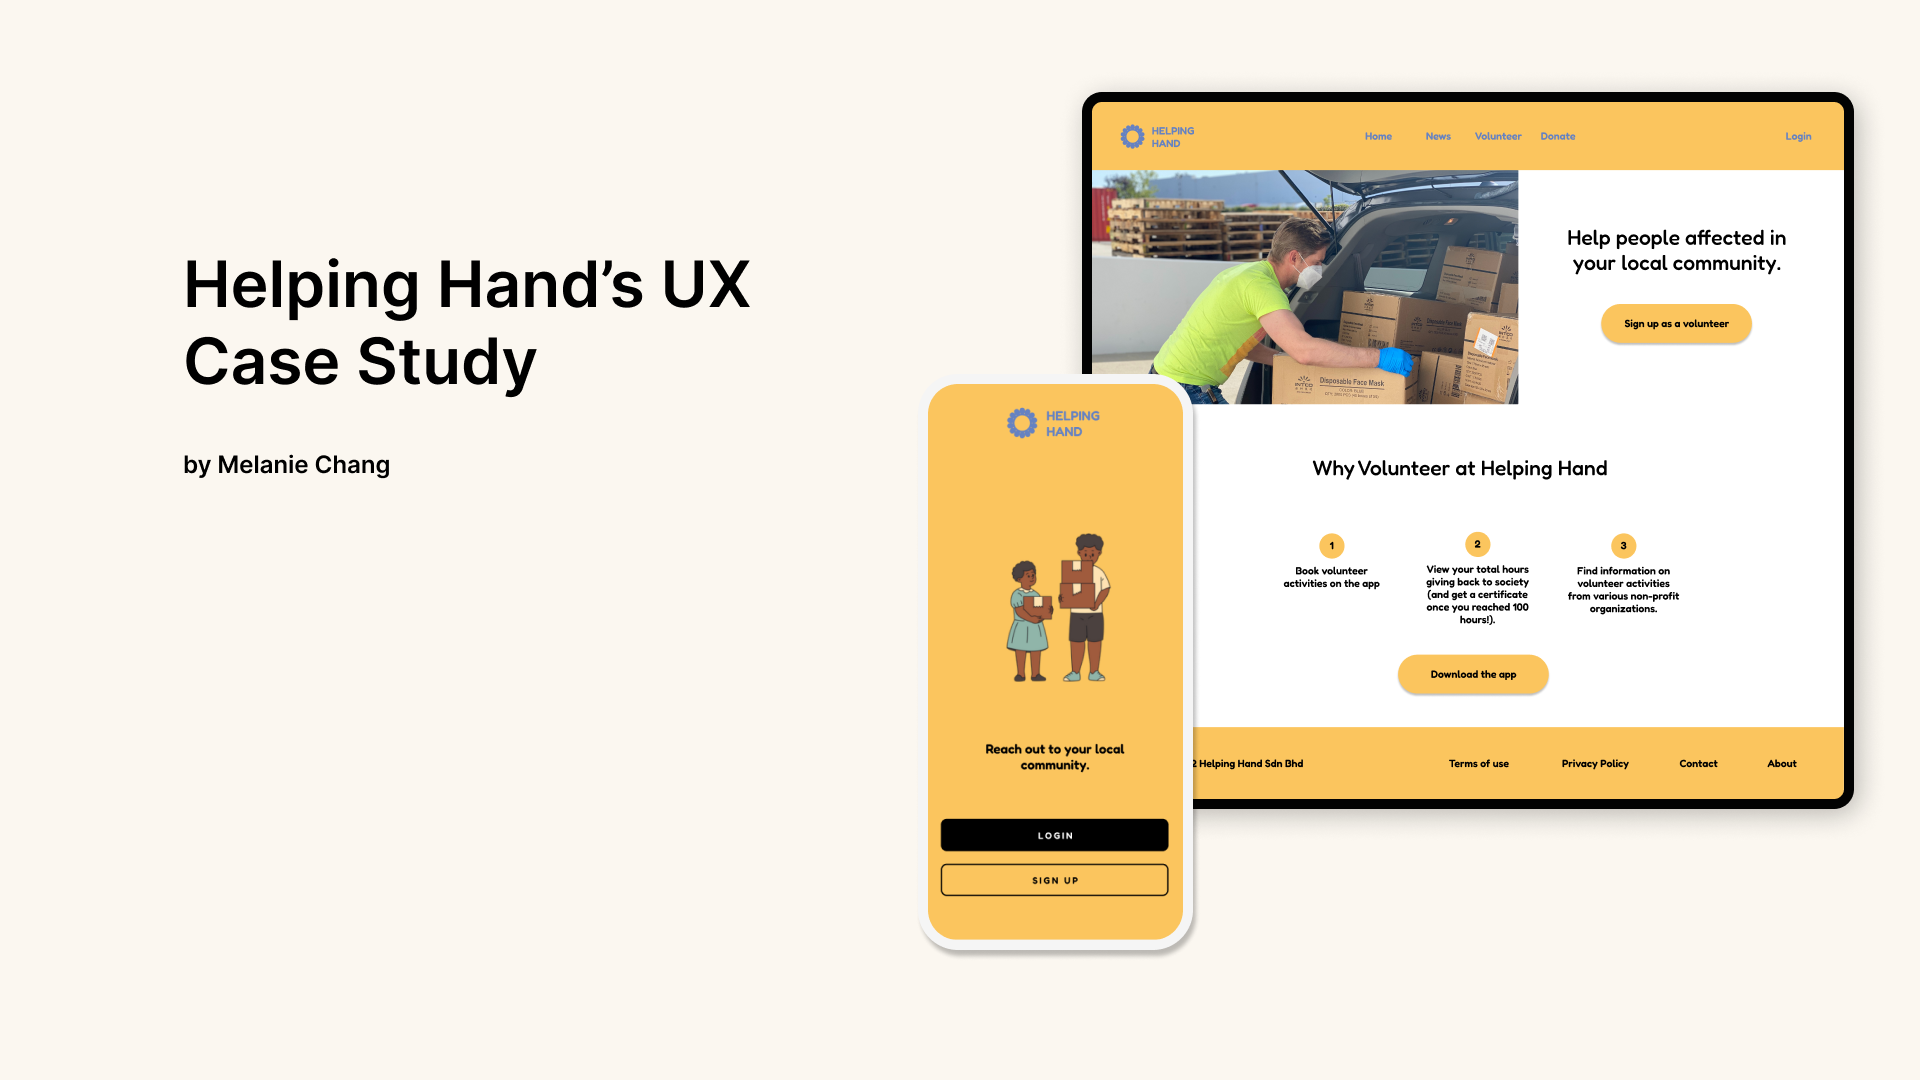 Helping Hand’s UX
Case Study
by Melanie Chang
HELPING
HAND
Home News Volunteer Donate Login
Help people affected in
your local community.
Sign up as a volunteer
Disposable Face Mask
Why Volunteer at Helping Hand
1
Book volunteer
activities on the app
2
View your total hours
giving back to society
(and get a certificate
once you reached 100
hours!).
3
Find information on
volunteer activities
from various non-profit
organizations.
Download the app
2 Helping Hand Sdn Bhd Terms of use Privacy Policy Contact About
HELPING
HAND
Reach out to your local
community.
LOGIN
SIGN UP